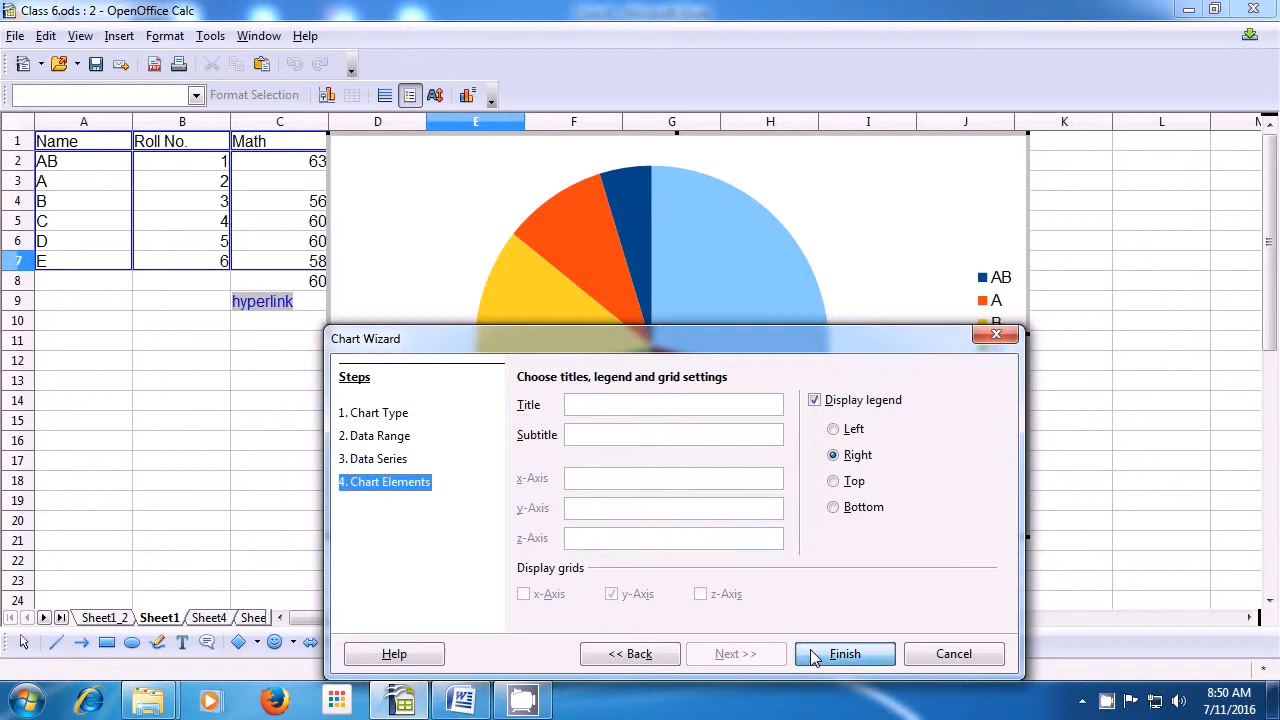 Class 6.ods : 2 - OpenOffice Calc
File Edit View Insert Format Tools Window Help
Format Selection
A B C D E F G H I J K L M
1 Name Roll No. Math
2 AB 1 63
3 A 2
4 B 3 56
5 C 4 60
6 D 5 60
7 E 6 58
8 60
9 hyperlink
10
11
12
13
14
15
16
17
18
19
20
21
22
23
24
AB
A
B
Chart Wizard
Steps
1. Chart Type
2. Data Range
3. Data Series
4. Chart Elements
Choose titles, legend and grid settings
Title
Subtitle
x-Axis
y-Axis
z-Axis
Display legend
Left
Right
Top
Bottom
Display grids
x-Axis y-Axis z-Axis
Help << Back Next >> Finish Cancel
Sheet1_2 Sheet1 Sheet4 Shee
*
8:50 AM
7/11/2016